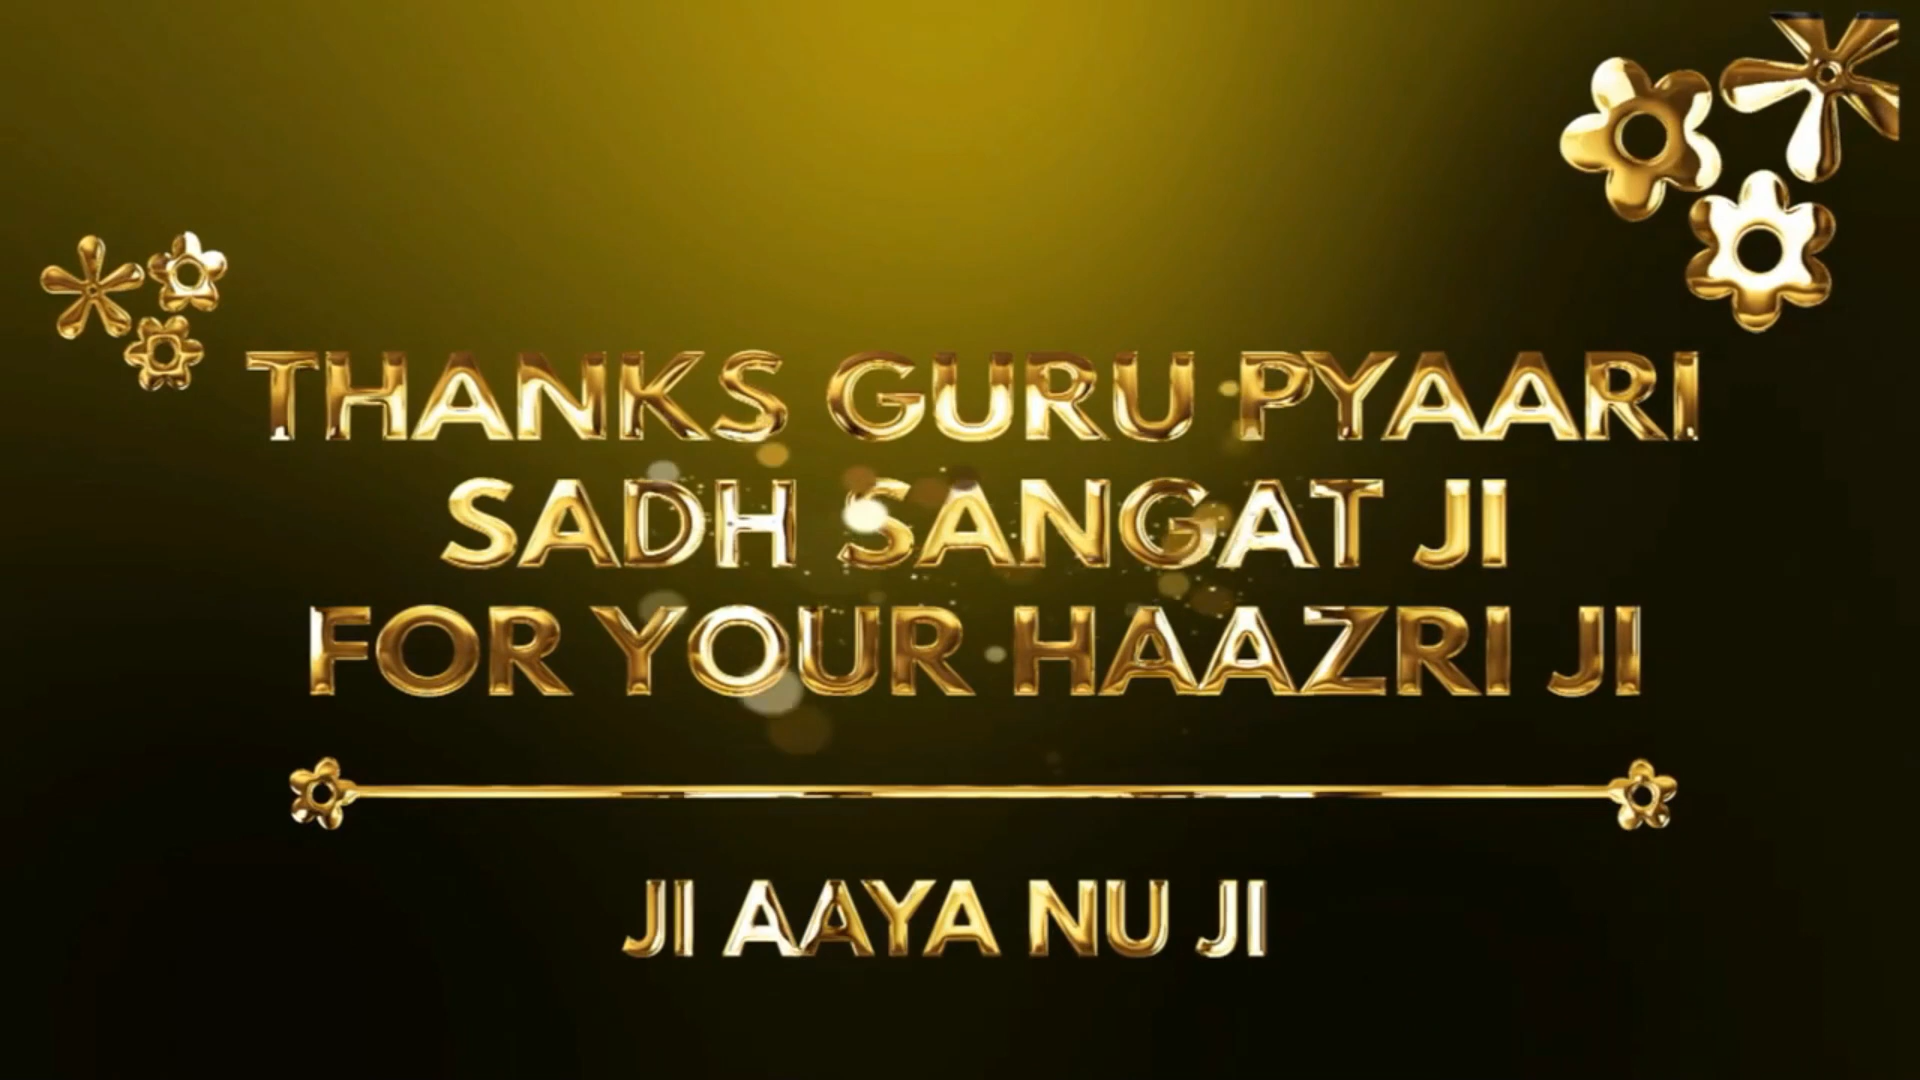 THANKS GURU PYAARI
SADH SANGAT JI
FOR YOUR HAAZRI JI
JI AAYA NU JI